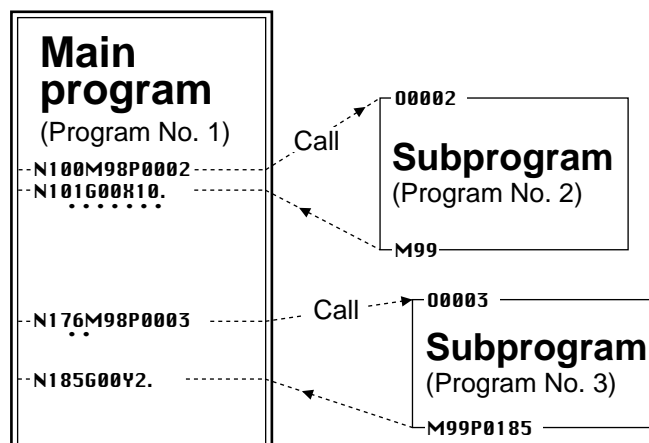 Main
program
(Program No. 1)
N100M98P0002
N101G00X10.
.......
N176M98P0003
..
N185G00Y2.
Call
O0002
Subprogram
(Program No. 2)
M99
Call
O0003
Subprogram
(Program No. 3)
M99P0185